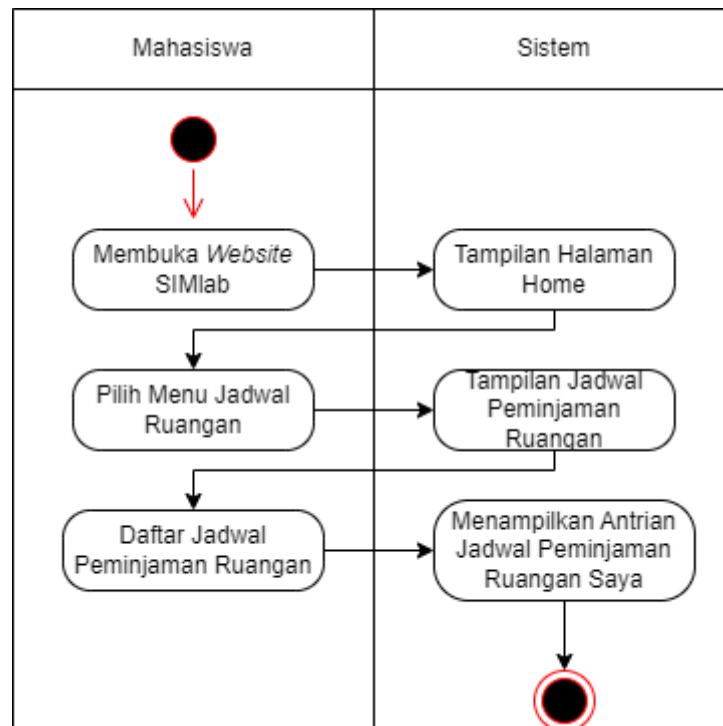 Mahasiswa
Sistem
Membuka Website
SIMlab
Tampilan Halaman
Home
Pilih Menu Jadwal
Ruangan
Tampilan Jadwal
Peminjaman
Ruangan
Daftar Jadwal
Peminjaman Ruangan
Menampilkan Antrian
Jadwal Peminjaman
Ruangan Saya